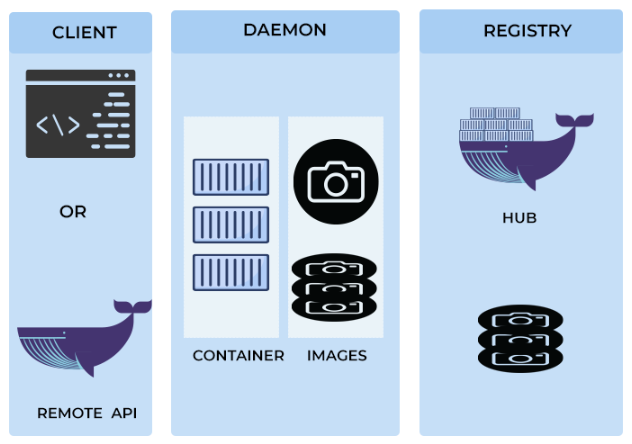 CLIENT
DAEMON
REGISTRY
</>
OR
HUB
CONTAINER
IMAGES
REMOTE API